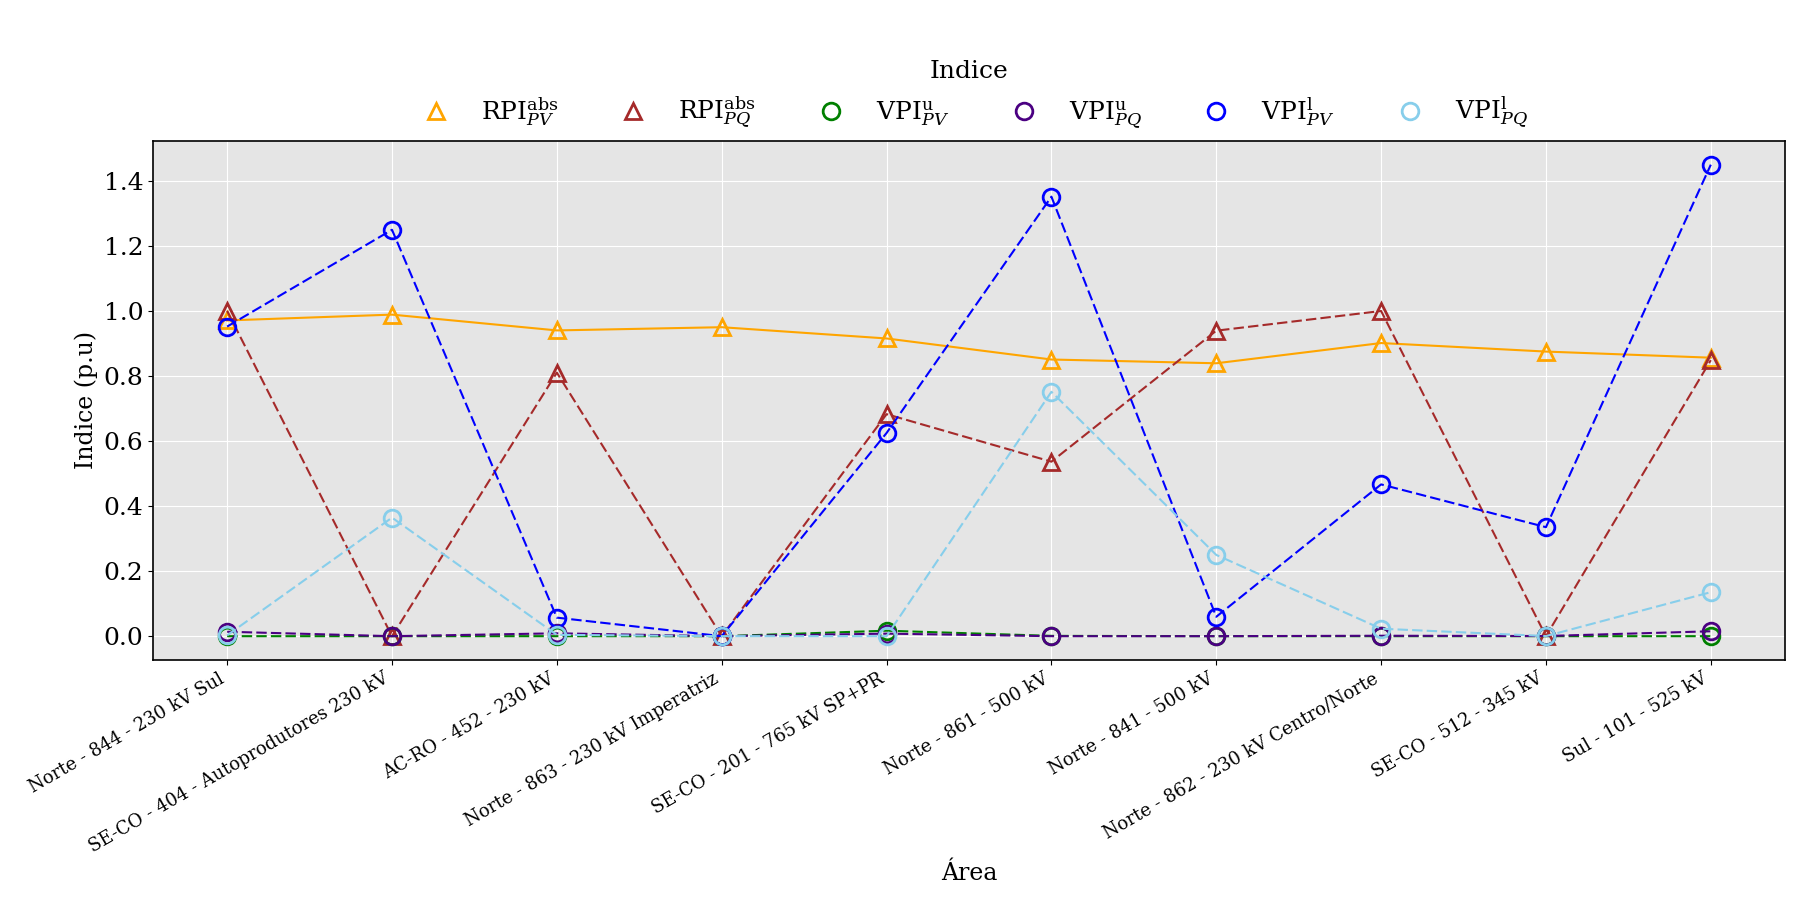 Indice
RPI^abs_PV RPI^abs_PQ VPI^u_PV VPI^u_PQ VPI^l_PV VPI^l_PQ
Indice (p.u)
1.4
1.2
1.0
0.8
0.6
0.4
0.2
0.0
Norte - 844 - 230 kV Sul
SE-CO - 404 - Autoprodutores 230 kV
AC-RO - 452 - 230 kV
Norte - 863 - 230 kV Imperatriz
SE-CO - 201 - 765 kV SP+PR
Norte - 861 - 500 kV
Norte - 841 - 500 kV
Norte - 862 - 230 kV Centro/Norte
SE-CO - 512 - 345 kV
Sul - 101 - 525 kV
Área